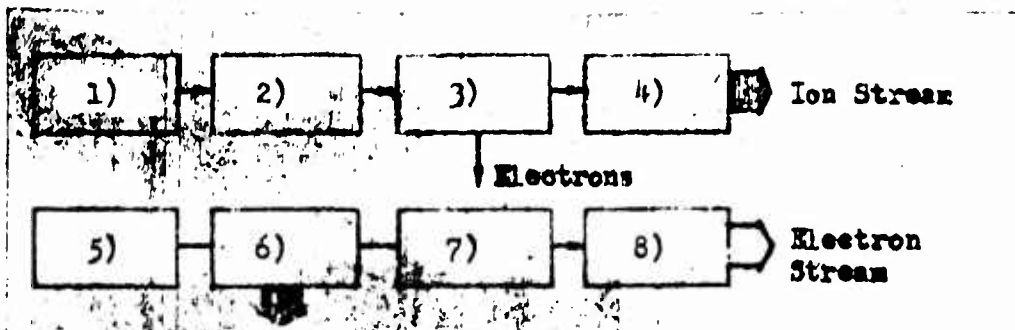 1) 2) 3) 4) Ion Stream
Electrons
5) 6) 7) 8) Electron
Stream